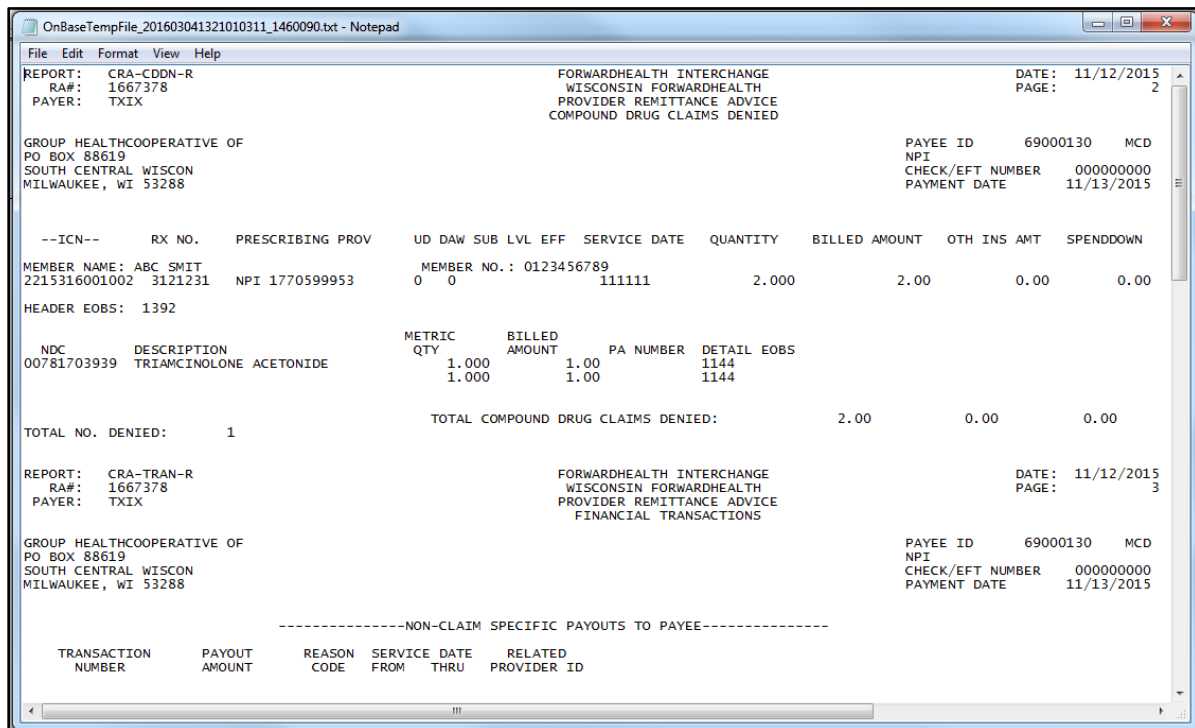 OnBaseTempFile_201603041321010311_1460090.txt - Notepad
File Edit Format View Help
REPORT: CRA-CDDN-R FORWARDHEALTH INTERCHANGE DATE: 11/12/2015
RA#: 1667378 WISCONSIN FORWARDHEALTH PAGE: 2
PAYER: TXIX PROVIDER REMITTANCE ADVICE
COMPOUND DRUG CLAIMS DENIED
GROUP HEALTHCOOPERATIVE OF PAYEE ID 69000130 MCD
PO BOX 88619 NPI
SOUTH CENTRAL WISCON CHECK/EFT NUMBER 000000000
MILWAUKEE, WI 53288 PAYMENT DATE 11/13/2015
--ICN-- RX NO. PRESCRIBING PROV UD DAW SUB LVL EFF SERVICE DATE QUANTITY BILLED AMOUNT OTH INS AMT SPENDDOWN
MEMBER NAME: ABC SMIT MEMBER NO.: 0123456789
2215316001002 3121231 NPI 1770599953 0 0 111111 2.000 2.00 0.00 0.00
HEADER EOBS: 1392
METRIC BILLED
NDC DESCRIPTION QTY AMOUNT PA NUMBER DETAIL EOBS
00781703939 TRIAMCINOLONE ACETONIDE 1.000 1.00 1144
1.000 1.00 1144
TOTAL COMPOUND DRUG CLAIMS DENIED: 2.00 0.00 0.00
TOTAL NO. DENIED: 1
REPORT: CRA-TRAN-R FORWARDHEALTH INTERCHANGE DATE: 11/12/2015
RA#: 1667378 WISCONSIN FORWARDHEALTH PAGE: 3
PAYER: TXIX PROVIDER REMITTANCE ADVICE
FINANCIAL TRANSACTIONS
GROUP HEALTHCOOPERATIVE OF PAYEE ID 69000130 MCD
PO BOX 88619 NPI
SOUTH CENTRAL WISCON CHECK/EFT NUMBER 000000000
MILWAUKEE, WI 53288 PAYMENT DATE 11/13/2015
---------------NON-CLAIM SPECIFIC PAYOUTS TO PAYEE---------------
TRANSACTION PAYOUT REASON SERVICE DATE RELATED
NUMBER AMOUNT CODE FROM THRU PROVIDER ID